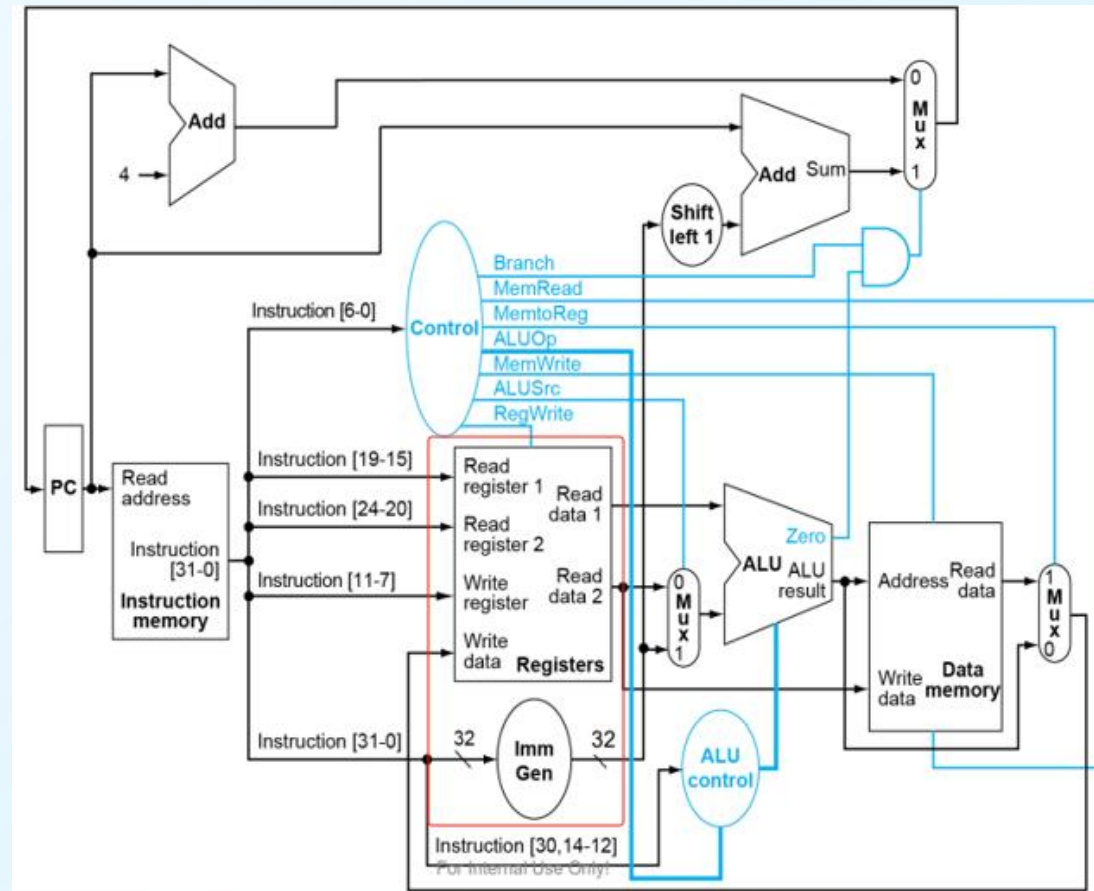 0
M
u
x
1
Add
4
Add Sum
Shift
left 1
Branch
MemRead
MemtoReg
ALUOp
MemWrite
ALUSrc
RegWrite
Control
Instruction [6-0]
PC
Read
address
Instruction
[31-0]
Instruction
memory
Instruction [19-15]
Instruction [24-20]
Instruction [11-7]
Instruction [31-0]
Read
register 1
Read
register 2
Write
register
Write
data
Read
data 1
Read
data 2
Registers
32
Imm
Gen
32
0
M
u
x
1
Zero
ALU
ALU
result
Address
Read
data
Write
data
Data
memory
1
M
u
x
0
ALU
control
Instruction [30,14-12]
For Internal Use Only!